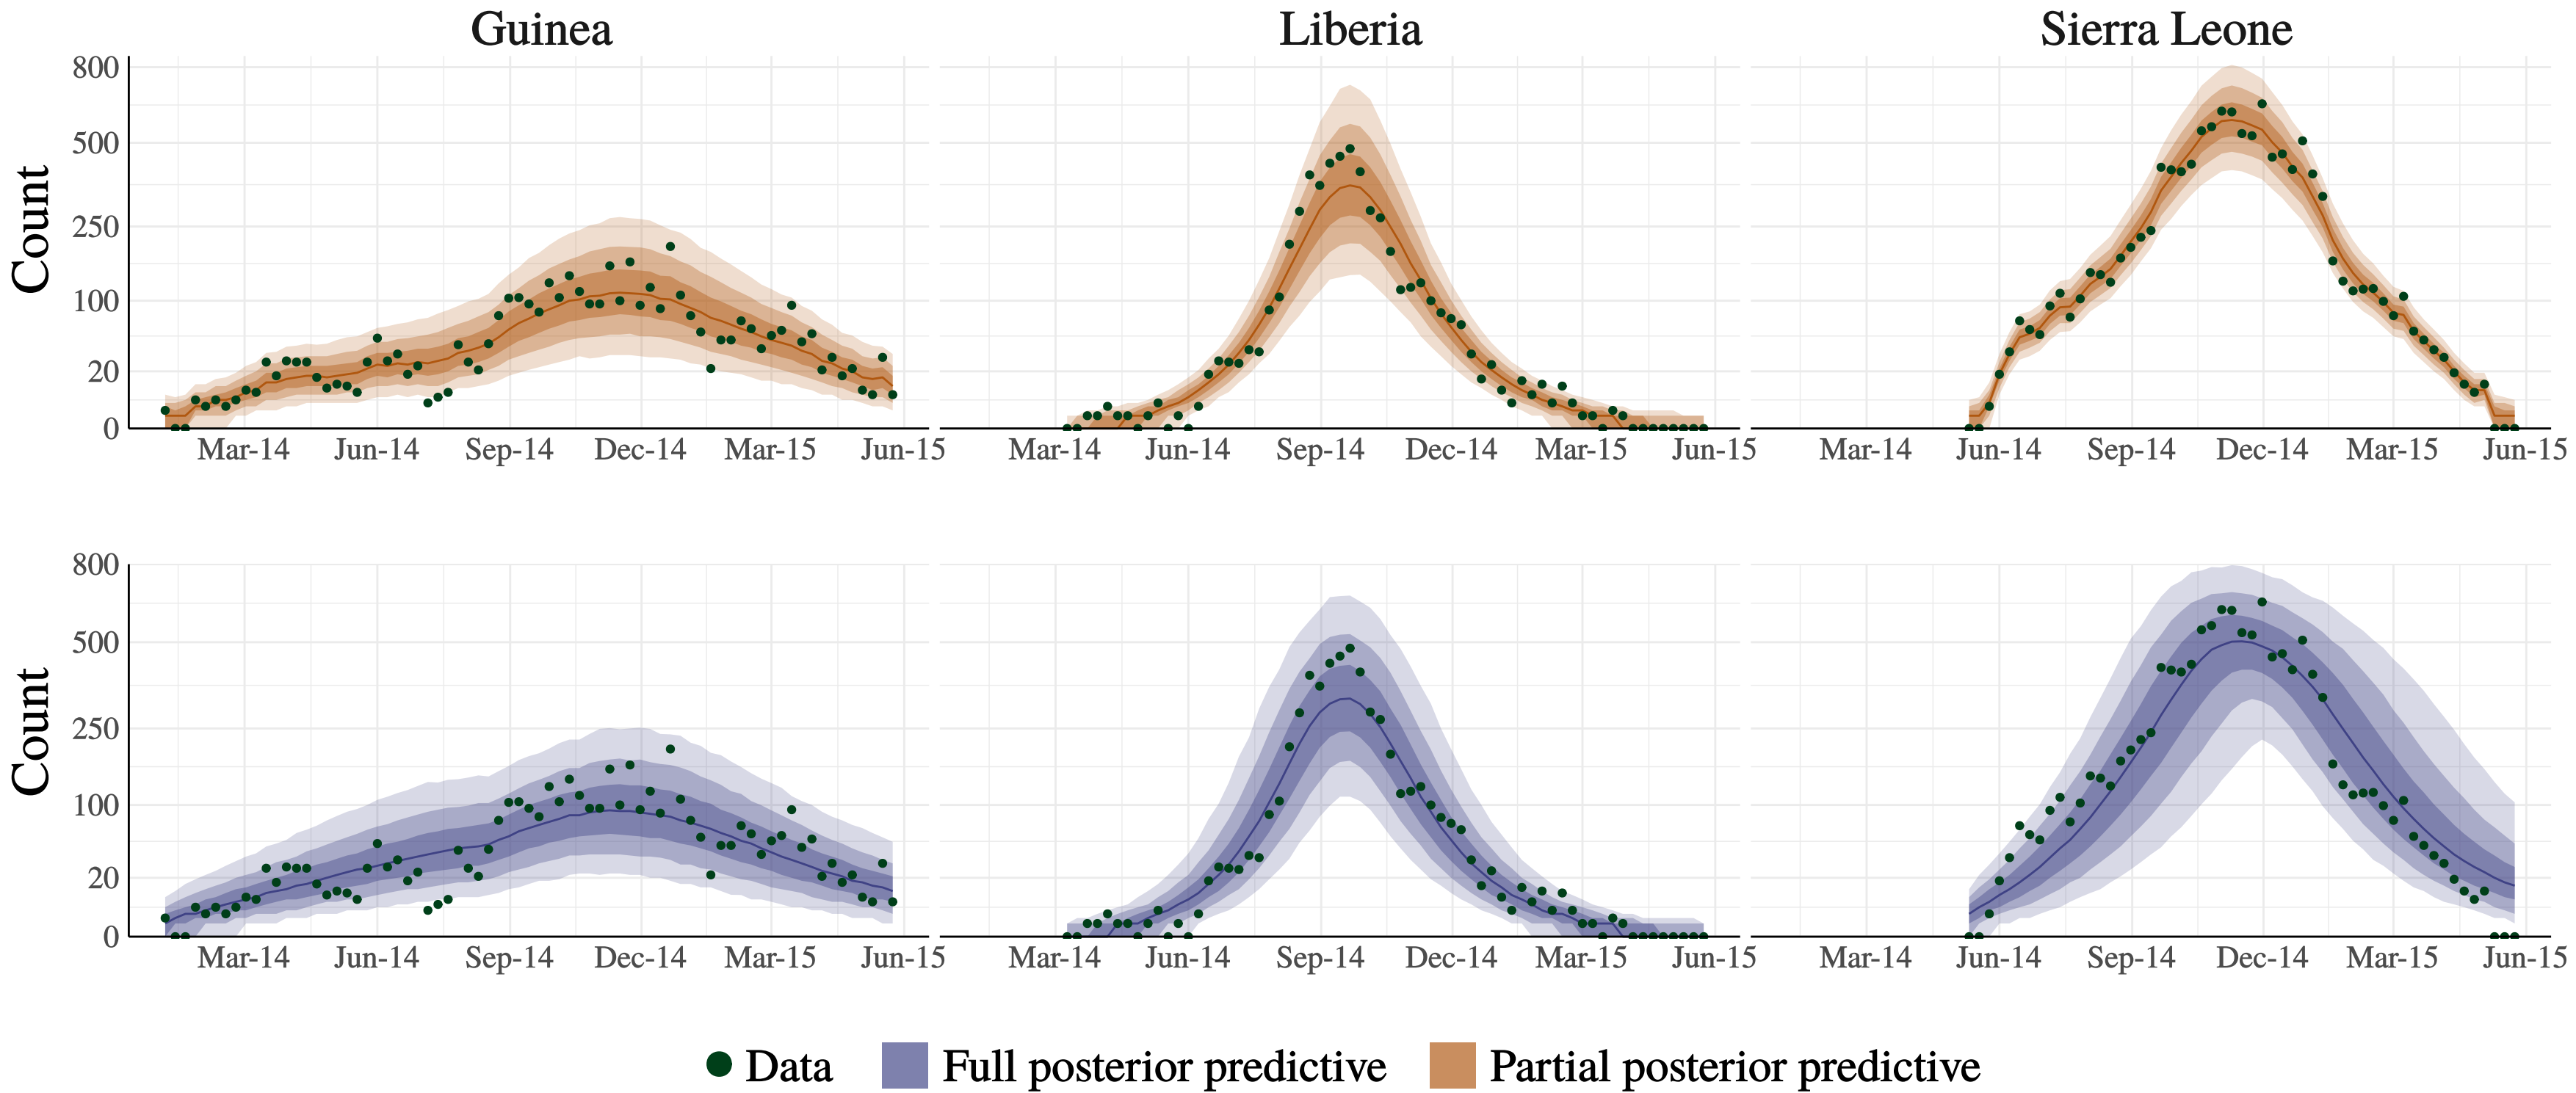 Guinea Liberia Sierra Leone
Count
800
500
250
100
20
0
Mar-14 Jun-14 Sep-14 Dec-14 Mar-15 Jun-15 Mar-14 Jun-14 Sep-14 Dec-14 Mar-15 Jun-15 Mar-14 Jun-14 Sep-14 Dec-14 Mar-15 Jun-15
Count
800
500
250
100
20
0
Mar-14 Jun-14 Sep-14 Dec-14 Mar-15 Jun-15 Mar-14 Jun-14 Sep-14 Dec-14 Mar-15 Jun-15 Mar-14 Jun-14 Sep-14 Dec-14 Mar-15 Jun-15
Data Full posterior predictive Partial posterior predictive